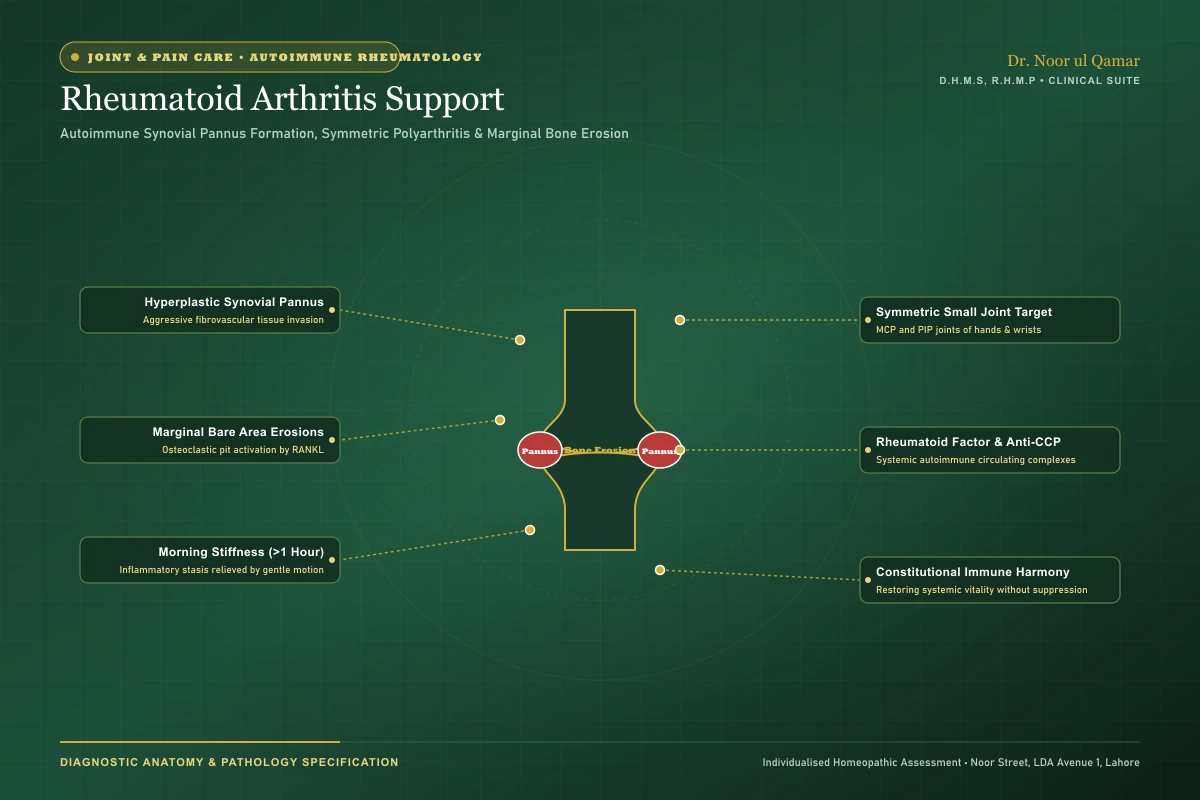 JOINT & PAIN CARE • AUTOIMMUNE RHEUMATOLOGY
Rheumatoid Arthritis Support
Autoimmune Synovial Pannus Formation, Symmetric Polyarthritis & Marginal Bone Erosion
Dr. Noor ul Qamar
D.H.M.S, R.H.M.P • CLINICAL SUITE
Hyperplastic Synovial Pannus
Aggressive fibrovascular tissue invasion
Marginal Bare Area Erosions
Osteoclastic pit activation by RANKL
Morning Stiffness (>1 Hour)
Inflammatory stasis relieved by gentle motion
Pannus
Bone Erosion
Pannus
Symmetric Small Joint Target
MCP and PIP joints of hands & wrists
Rheumatoid Factor & Anti-CCP
Systemic autoimmune circulating complexes
Constitutional Immune Harmony
Restoring systemic vitality without suppression
DIAGNOSTIC ANATOMY & PATHOLOGY SPECIFICATION
Individualised Homeopathic Assessment • Noor Street, LDA Avenue 1, Lahore